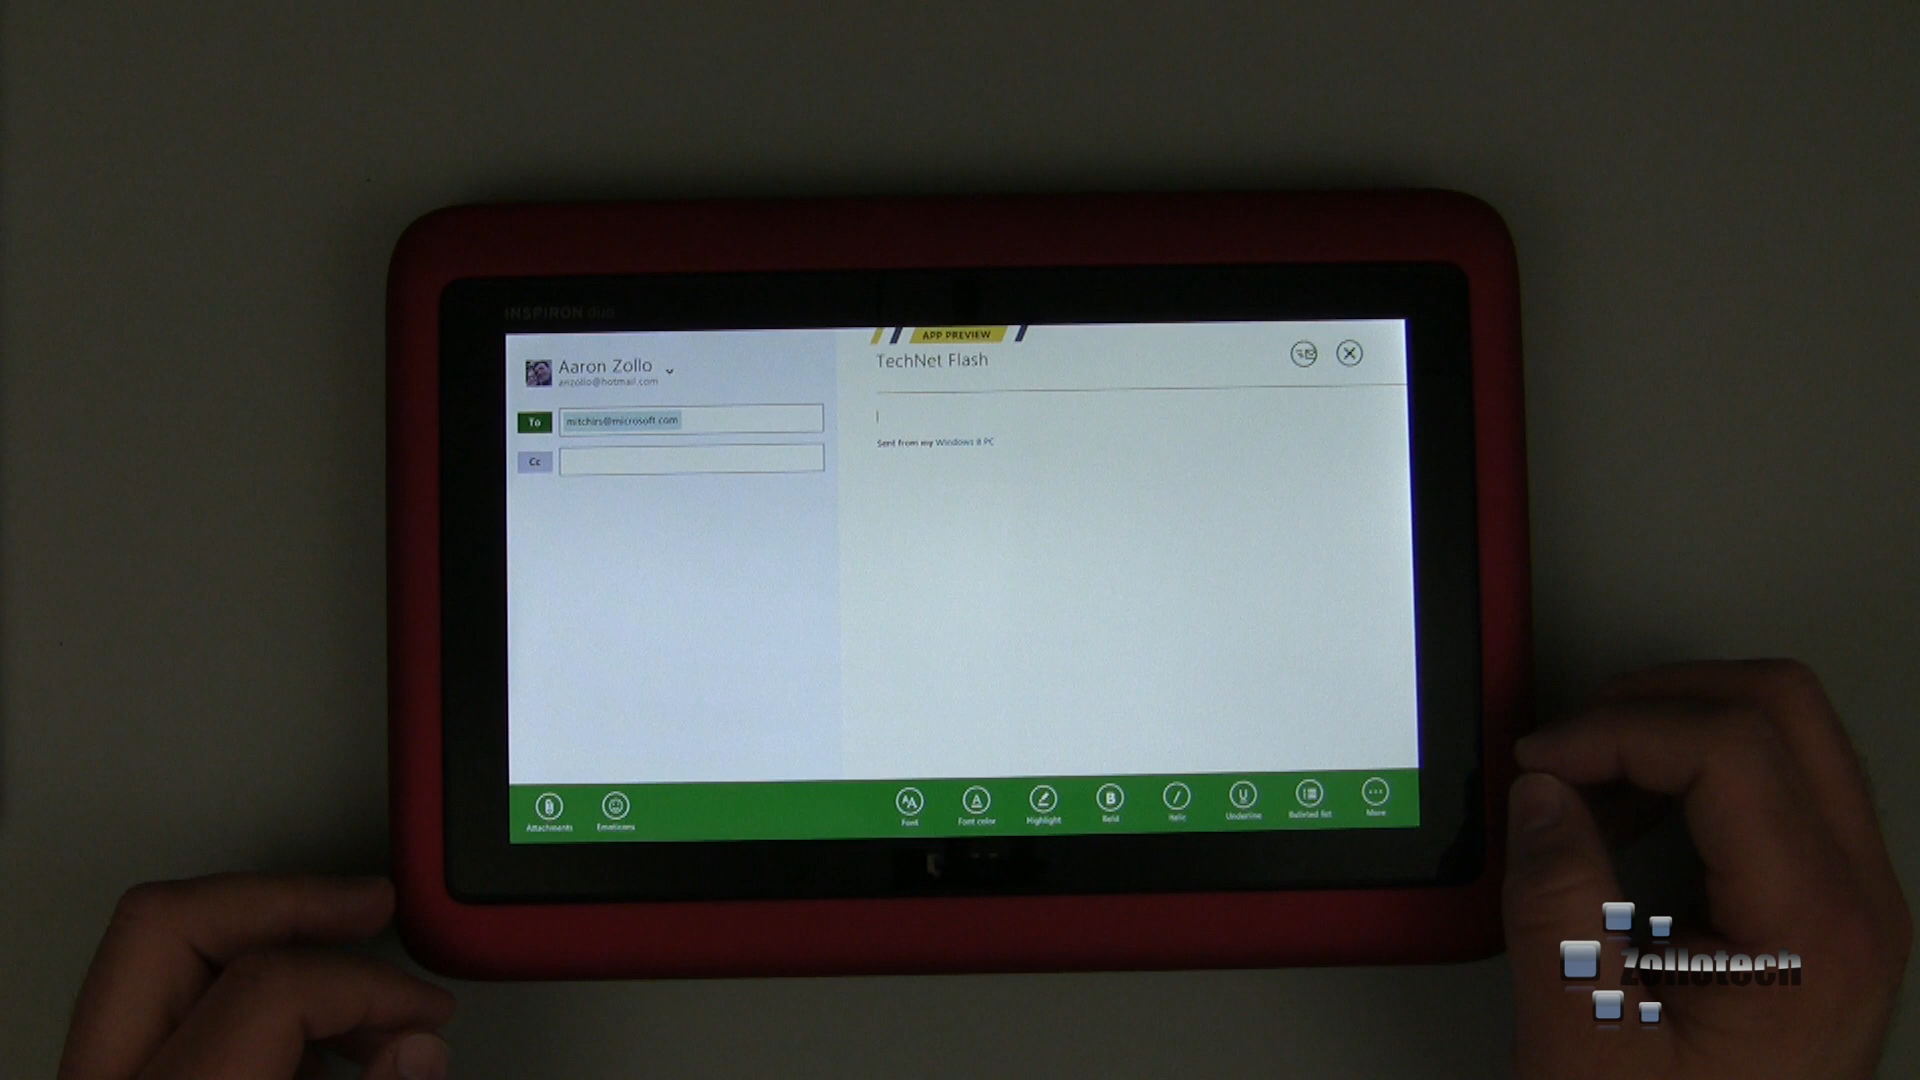 INSPIRON duo
APP PREVIEW
Aaron Zollo
anzollo@hotmail.com
TechNet Flash
To
mitchirs@microsoft.com
Cc
Sent from my Windows 8 PC
Attachments
Emoticons
Font
Font color
Highlight
Bold
Italic
Underline
Bulleted list
More
Zollotech